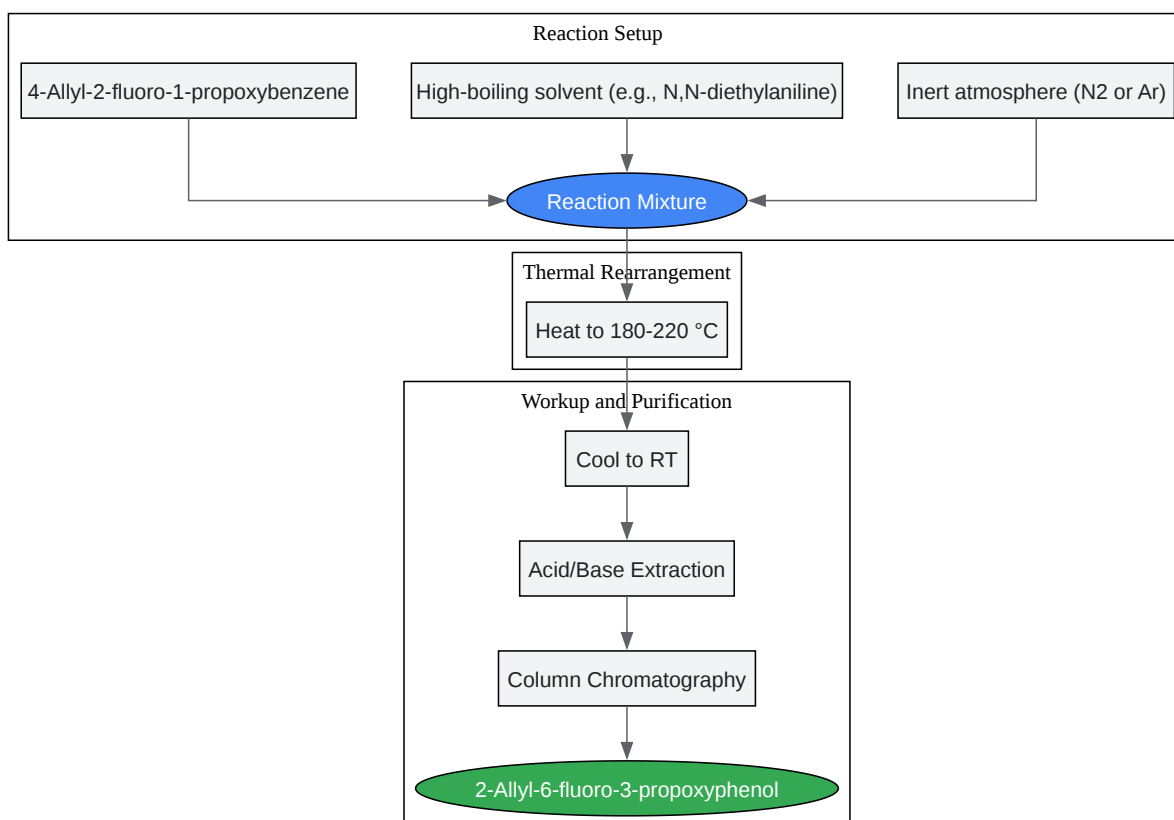 Reaction Setup
4-Allyl-2-fluoro-1-propoxybenzene
High-boiling solvent (e.g., N,N-diethylaniline)
Inert atmosphere (N2 or Ar)
Reaction Mixture
Thermal Rearrangement
Heat to 180-220 °C
Workup and Purification
Cool to RT
Acid/Base Extraction
Column Chromatography
2-Allyl-6-fluoro-3-propoxyphenol